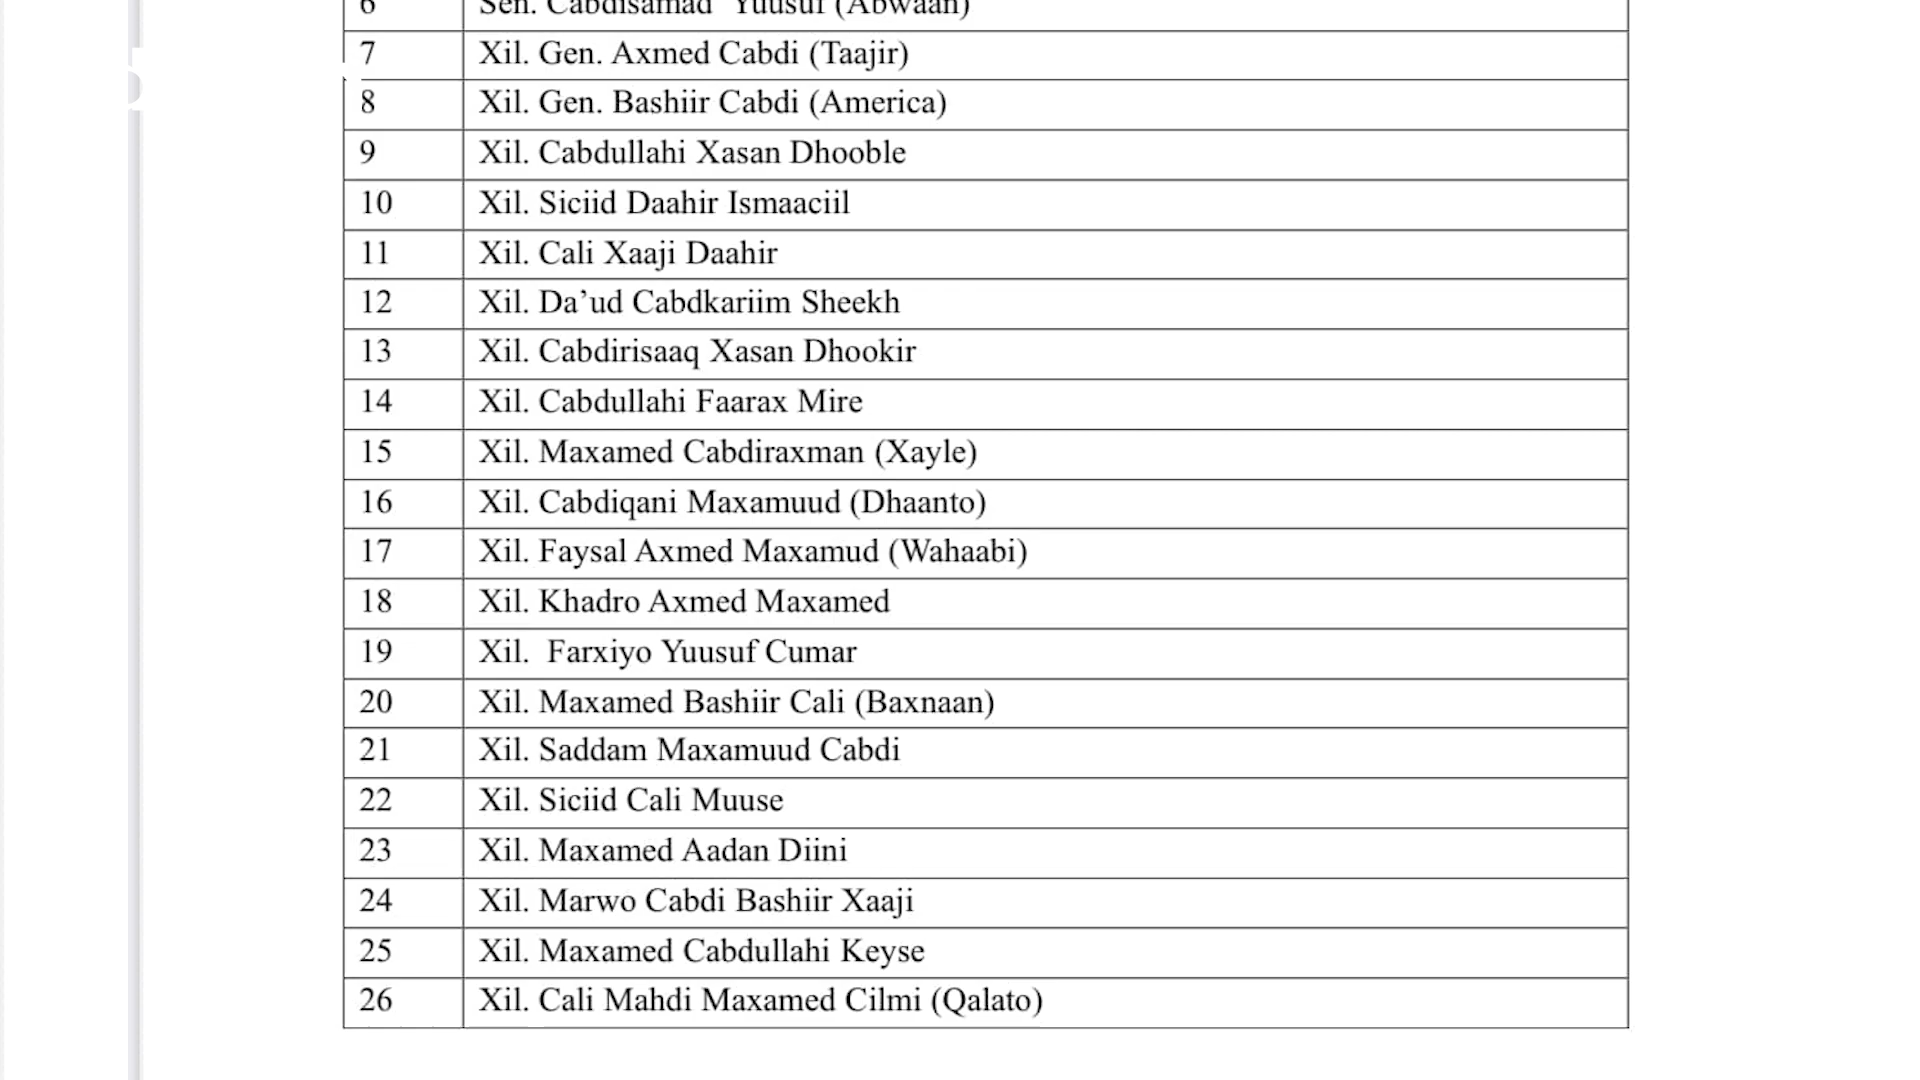 6 Sen. Cabdisamad Yuusuf (Abwaan)
7 Xil. Gen. Axmed Cabdi (Taajir)
8 Xil. Gen. Bashiir Cabdi (America)
9 Xil. Cabdullahi Xasan Dhooble
10 Xil. Siciid Daahir Ismaaciil
11 Xil. Cali Xaaji Daahir
12 Xil. Da’ud Cabdkariim Sheekh
13 Xil. Cabdirisaaq Xasan Dhookir
14 Xil. Cabdullahi Faarax Mire
15 Xil. Maxamed Cabdiraxman (Xayle)
16 Xil. Cabdiqani Maxamuud (Dhaanto)
17 Xil. Faysal Axmed Maxamud (Wahaabi)
18 Xil. Khadro Axmed Maxamed
19 Xil. Farxiyo Yuusuf Cumar
20 Xil. Maxamed Bashiir Cali (Baxnaan)
21 Xil. Saddam Maxamuud Cabdi
22 Xil. Siciid Cali Muuse
23 Xil. Maxamed Aadan Diini
24 Xil. Marwo Cabdi Bashiir Xaaji
25 Xil. Maxamed Cabdullahi Keyse
26 Xil. Cali Mahdi Maxamed Cilmi (Qalato)